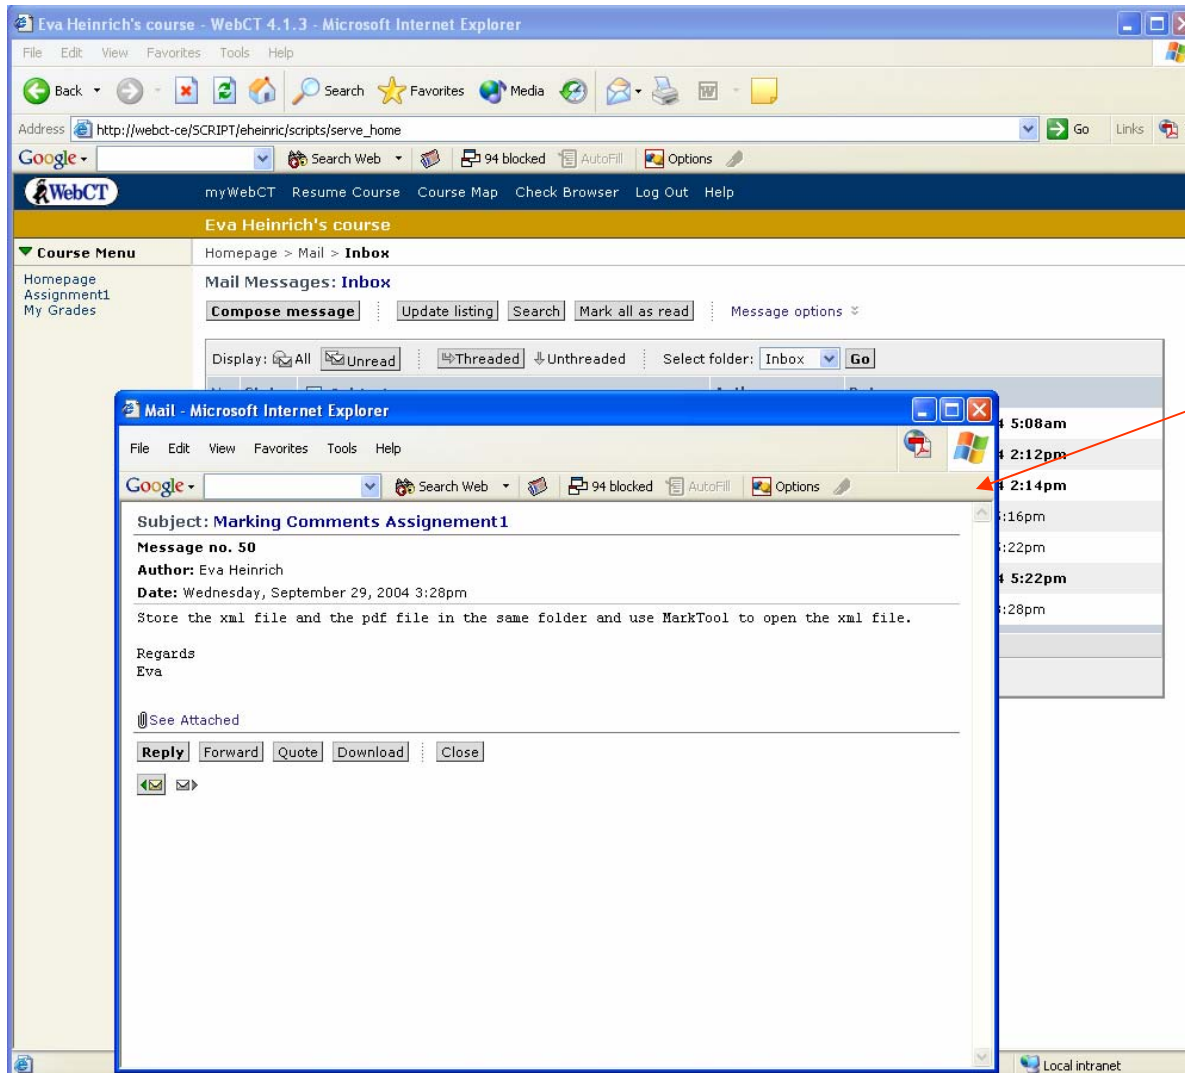 Eva Heinrich's course - WebCT 4.1.3 - Microsoft Internet Explorer
File Edit View Favorites Tools Help
Back Search Favorites Media
Address http://webct-ce/SCRIPT/eheinric/scripts/serve_home Go Links
Google Search Web 94 blocked AutoFill Options
WebCT myWebCT Resume Course Course Map Check Browser Log Out Help
Eva Heinrich's course
Course Menu Homepage > Mail > Inbox
Homepage
Assignment1
My Grades
Mail Messages: Inbox
Compose message Update listing Search Mark all as read Message options
Display: All Unread Threaded Unthreaded Select folder: Inbox Go
Mail - Microsoft Internet Explorer
File Edit View Favorites Tools Help
Google Search Web 94 blocked AutoFill Options
Subject: Marking Comments Assignement1
Message no. 50
Author: Eva Heinrich
Date: Wednesday, September 29, 2004 3:28pm
Store the xml file and the pdf file in the same folder and use MarkTool to open the xml file.
Regards
Eva
See Attached
Reply Forward Quote Download Close
4 5:08am
4 2:12pm
4 2:14pm
:16pm
:22pm
4 5:22pm
:28pm
Local intranet